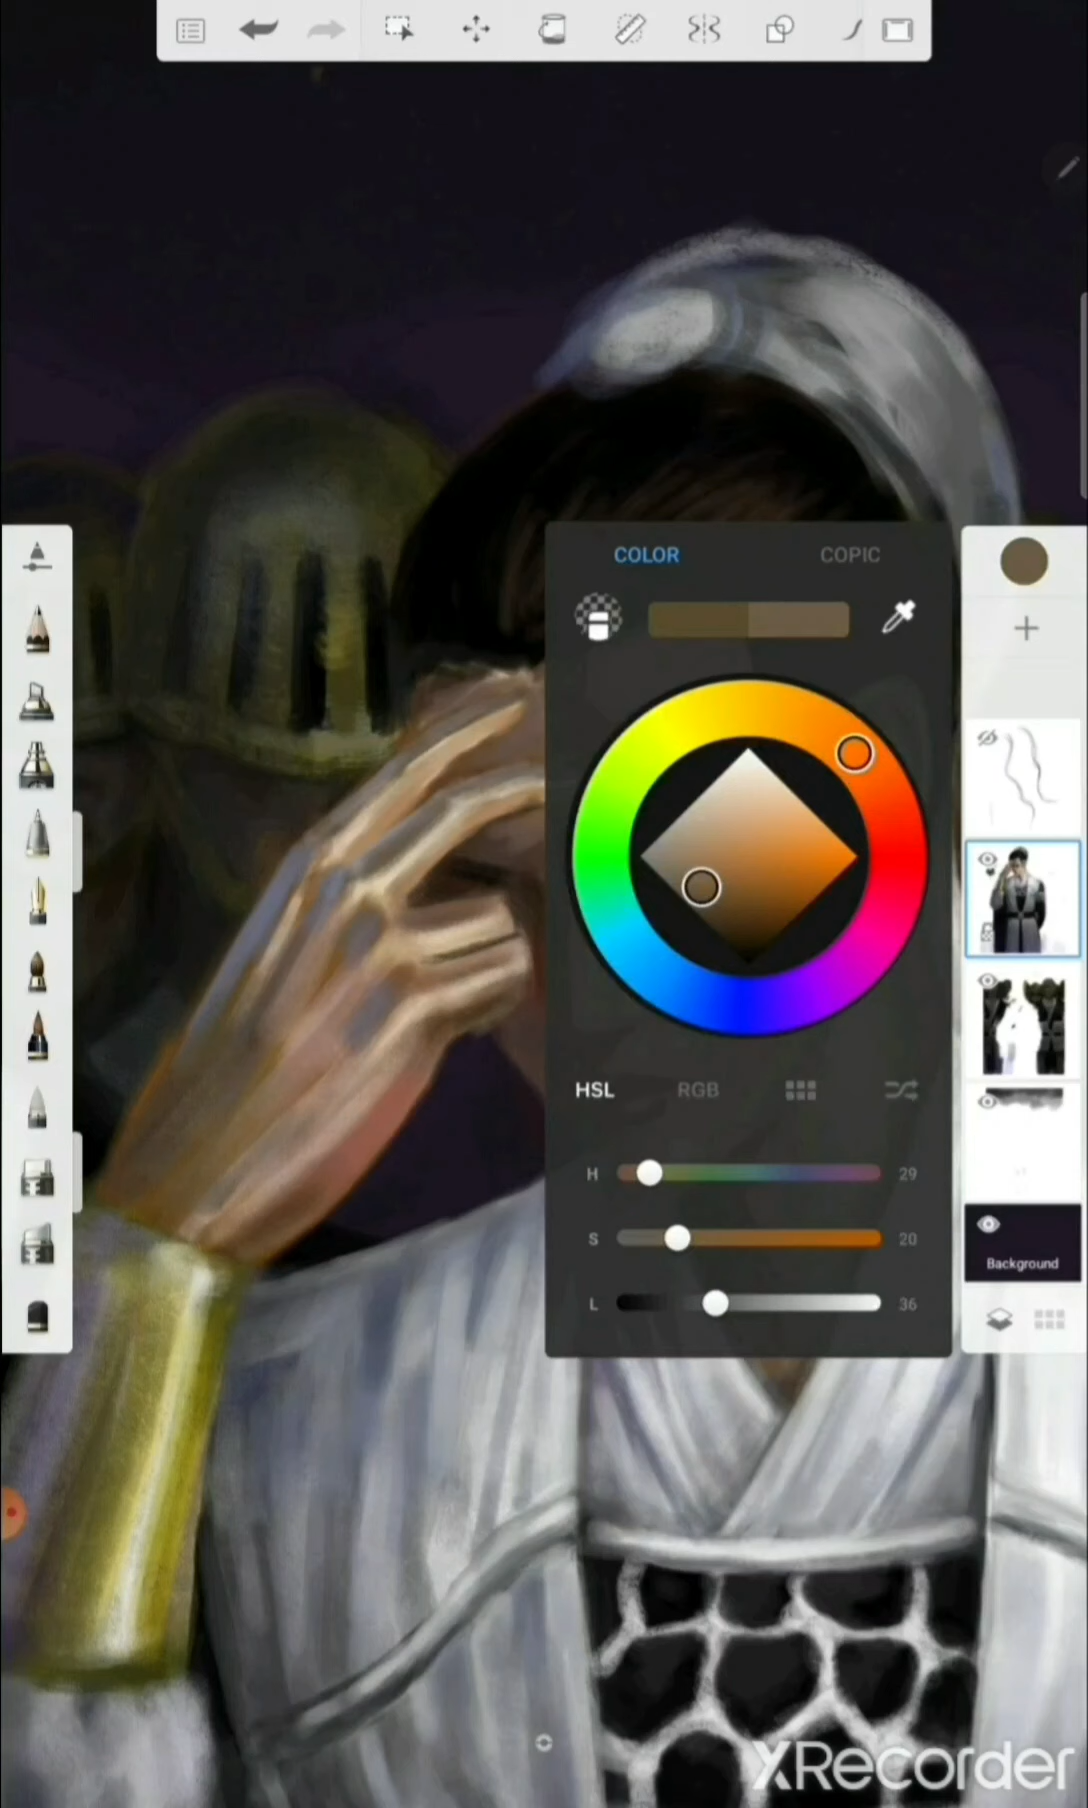 COLOR COPIC
HSL RGB
H 29
S 20
L 36
Background
XRecorder